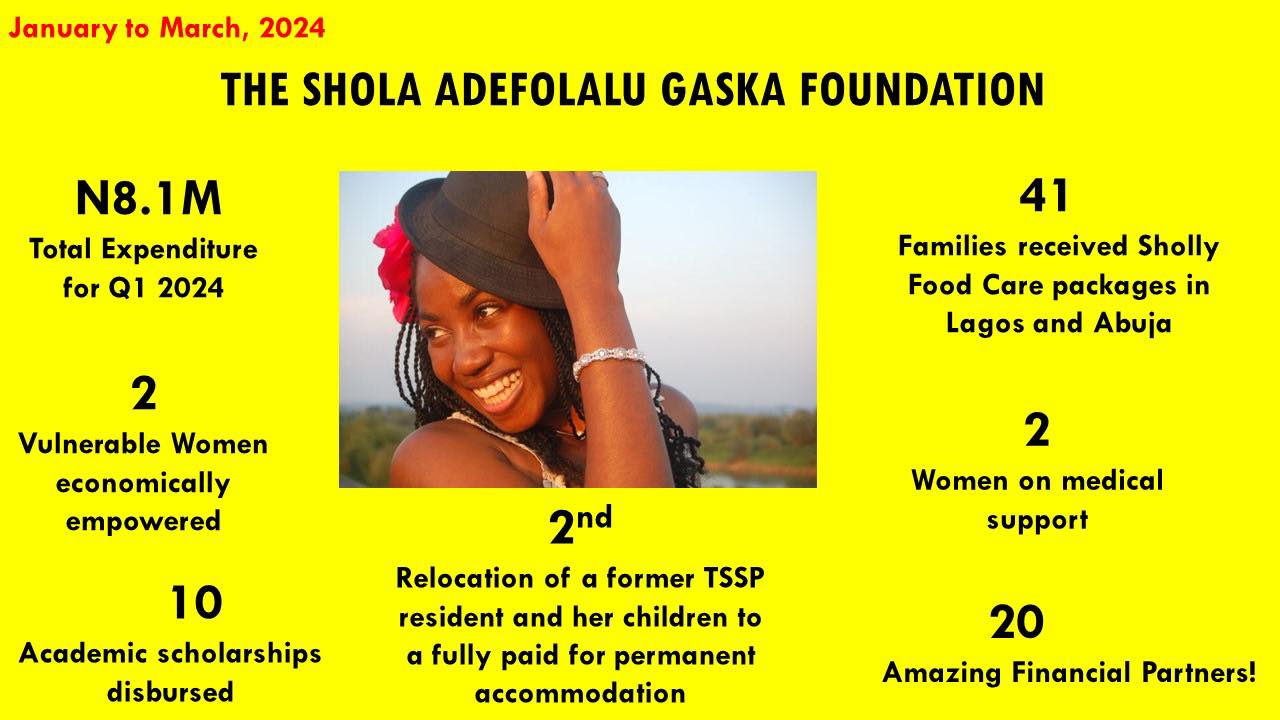 January to March, 2024
THE SHOLA ADEFOLALU GASKA FOUNDATION
N8.1M
Total Expenditure
for Q1 2024
2
Vulnerable Women
economically
empowered
10
Academic scholarships
disbursed
2nd
Relocation of a former TSSP
resident and her children to
a fully paid for permanent
accommodation
41
Families received Sholly
Food Care packages in
Lagos and Abuja
2
Women on medical
support
20
Amazing Financial Partners!